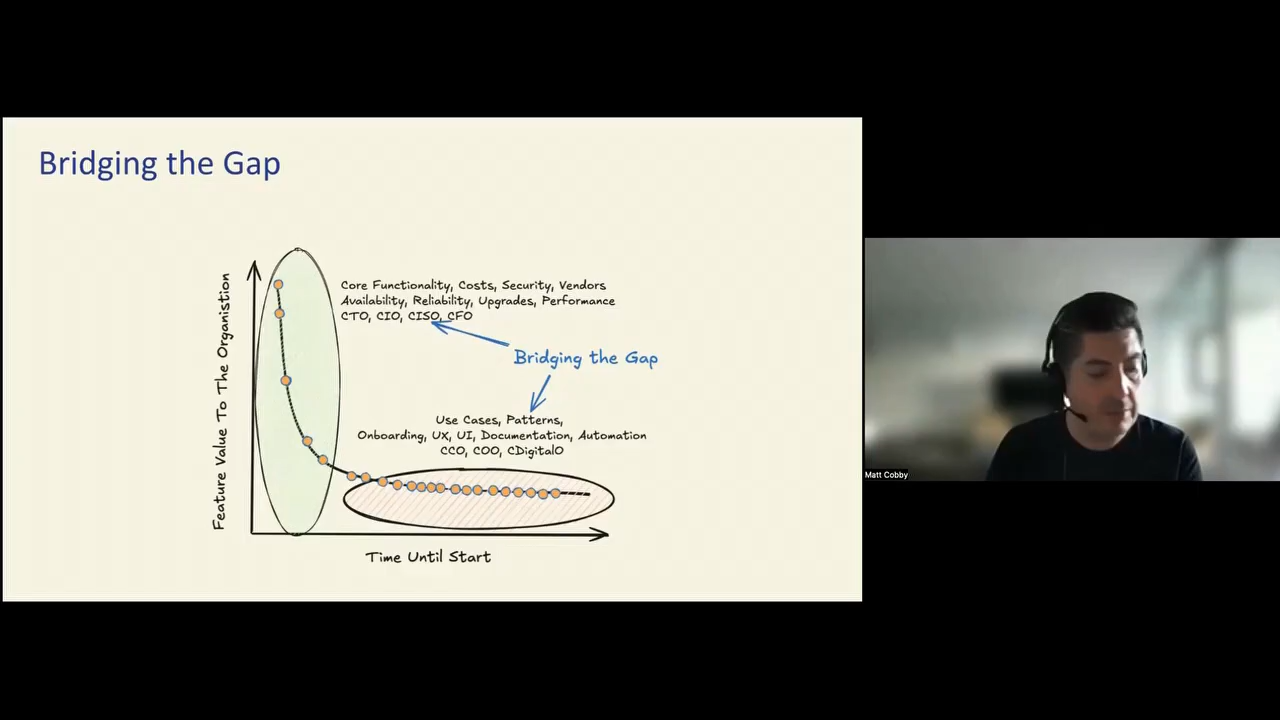 Bridging the Gap
Feature Value To The Organistion
Core Functionality, Costs, Security, Vendors
Availability, Reliability, Upgrades, Performance
CTO, CIO, CISO, CFO
Bridging the Gap
Use Cases, Patterns,
Onboarding, UX, UI, Documentation, Automation
CCO, COO, CDigitalO
Time Until Start
Matt Cobby